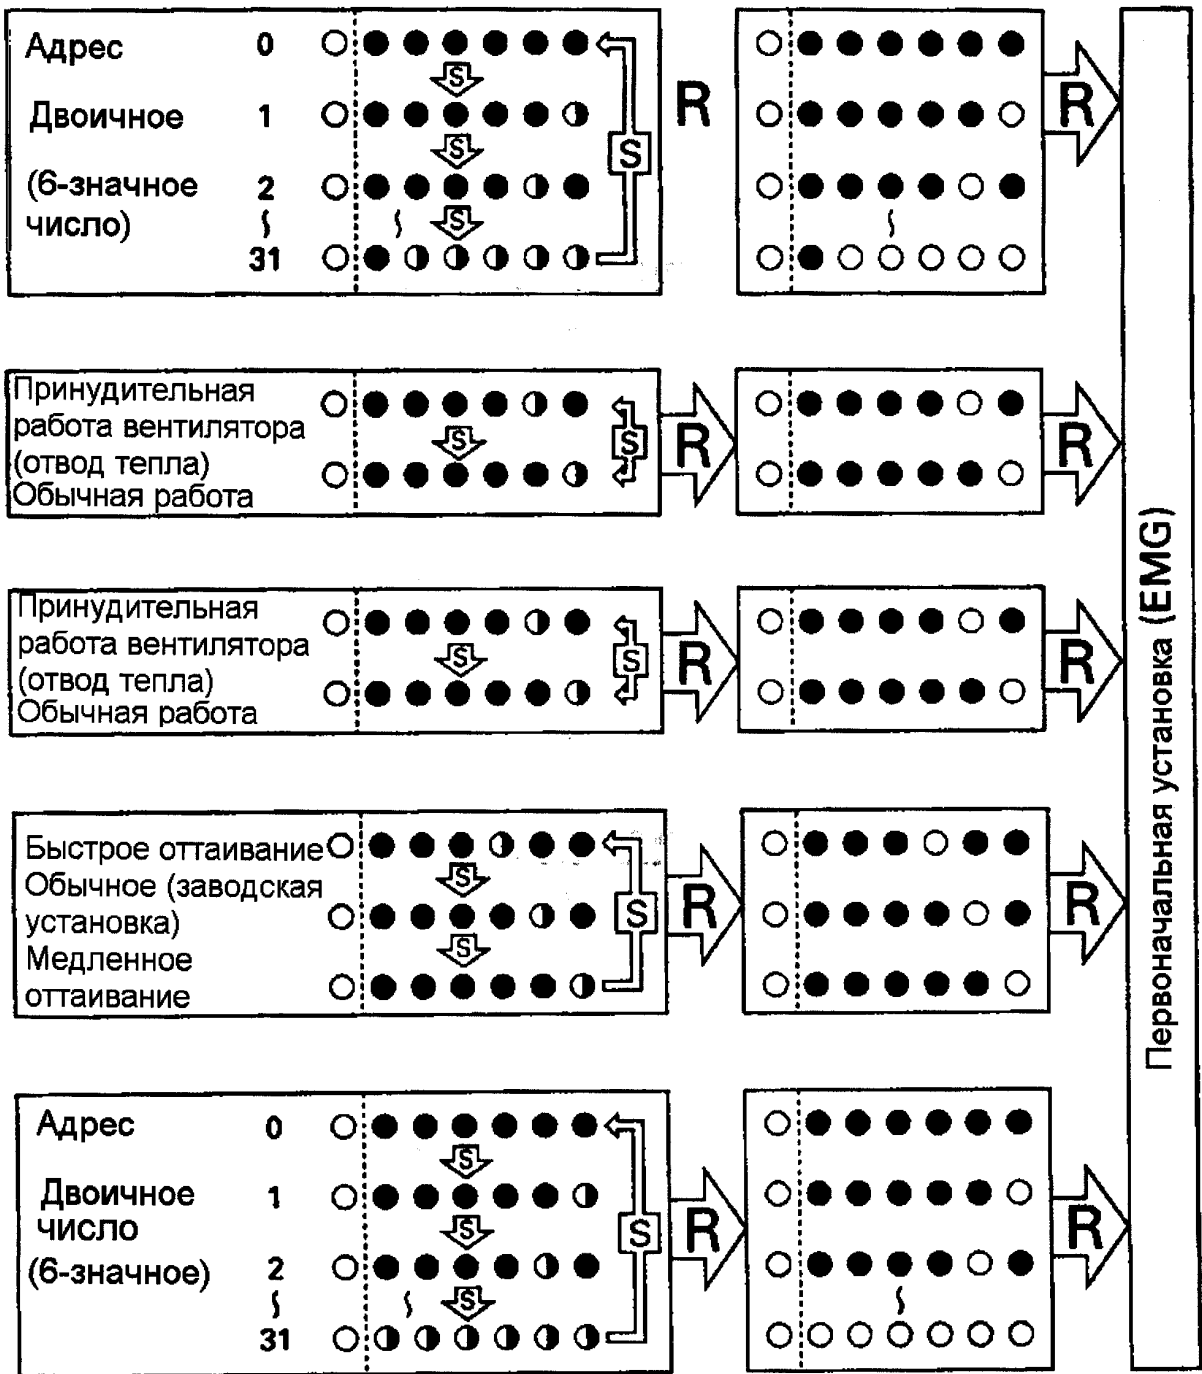 Адрес 0
S
Двоичное 1
S
S
R
R
(6-значное 2
число)
S
31
Принудительная
работа вентилятора
(отвод тепла)
Обычная работа
S
S
R
R
Принудительная
работа вентилятора
(отвод тепла)
Обычная работа
S
S
R
R
Быстрое оттаивание
Обычное (заводская
установка)
Медленное
оттаивание
S
S
S
R
R
Адрес 0
S
Двоичное 1
число
S
S
R
R
(6-значное) 2
S
31
Первоначальная установка (EMG)